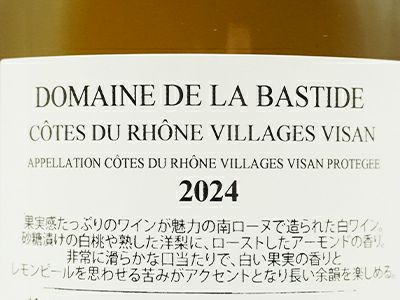 DOMAINE DE LA BASTIDE
CÔTES DU RHÔNE VILLAGES VISAN
APPELLATION CÔTES DU RHÔNE VILLAGES VISAN PROTEGEE
2024
果実感たっぷりのワインが魅力の南ローヌで造られた白ワイン。
砂糖漬けの白桃や熟した洋梨に、ローストしたアーモンドの香り。
非常に滑らかな口当たりで、白い果実の香りと
レモンピールを思わせる苦みがアクセントとなり長い余韻を楽しめる。